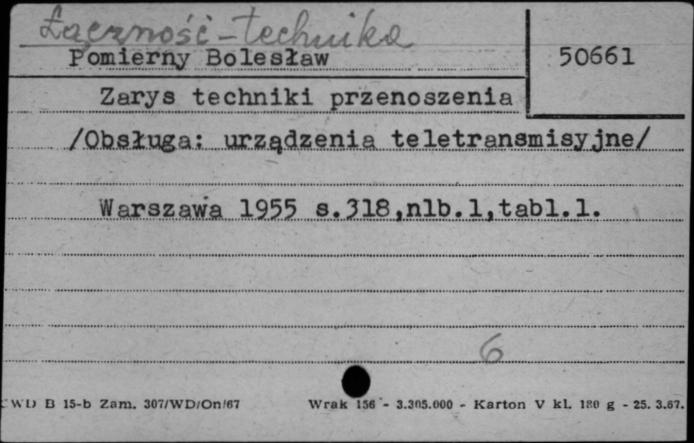 Łączność - technika
Pomierny Bolesław
50661
Zarys techniki przenoszenia
/Obsługa: urządzenia teletransmisyjne/
Warszawa 1955 s.318,nlb.1,tabl.1.
6
CWD B 15-b Zam. 307/WD/On/67 Wrak 156 - 3.305.000 - Karton V kl. 180 g - 25. 3.67.